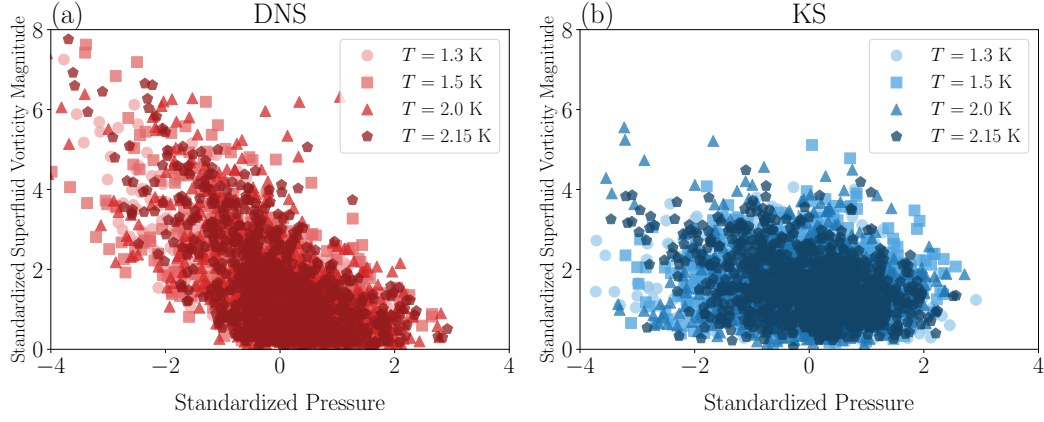 (a)
DNS
Standardized Superfluid Vorticity Magnitude
8
6
4
2
0
−4
−2
0
2
4
Standardized Pressure
T = 1.3 K
T = 1.5 K
T = 2.0 K
T = 2.15 K
(b)
KS
Standardized Superfluid Vorticity Magnitude
8
6
4
2
0
−4
−2
0
2
4
Standardized Pressure
T = 1.3 K
T = 1.5 K
T = 2.0 K
T = 2.15 K